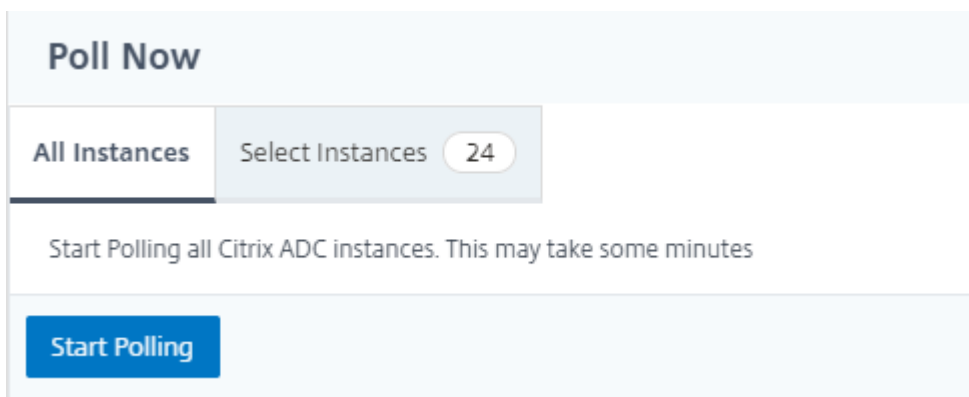 Poll Now
All Instances Select Instances 24
Start Polling all Citrix ADC instances. This may take some minutes
Start Polling